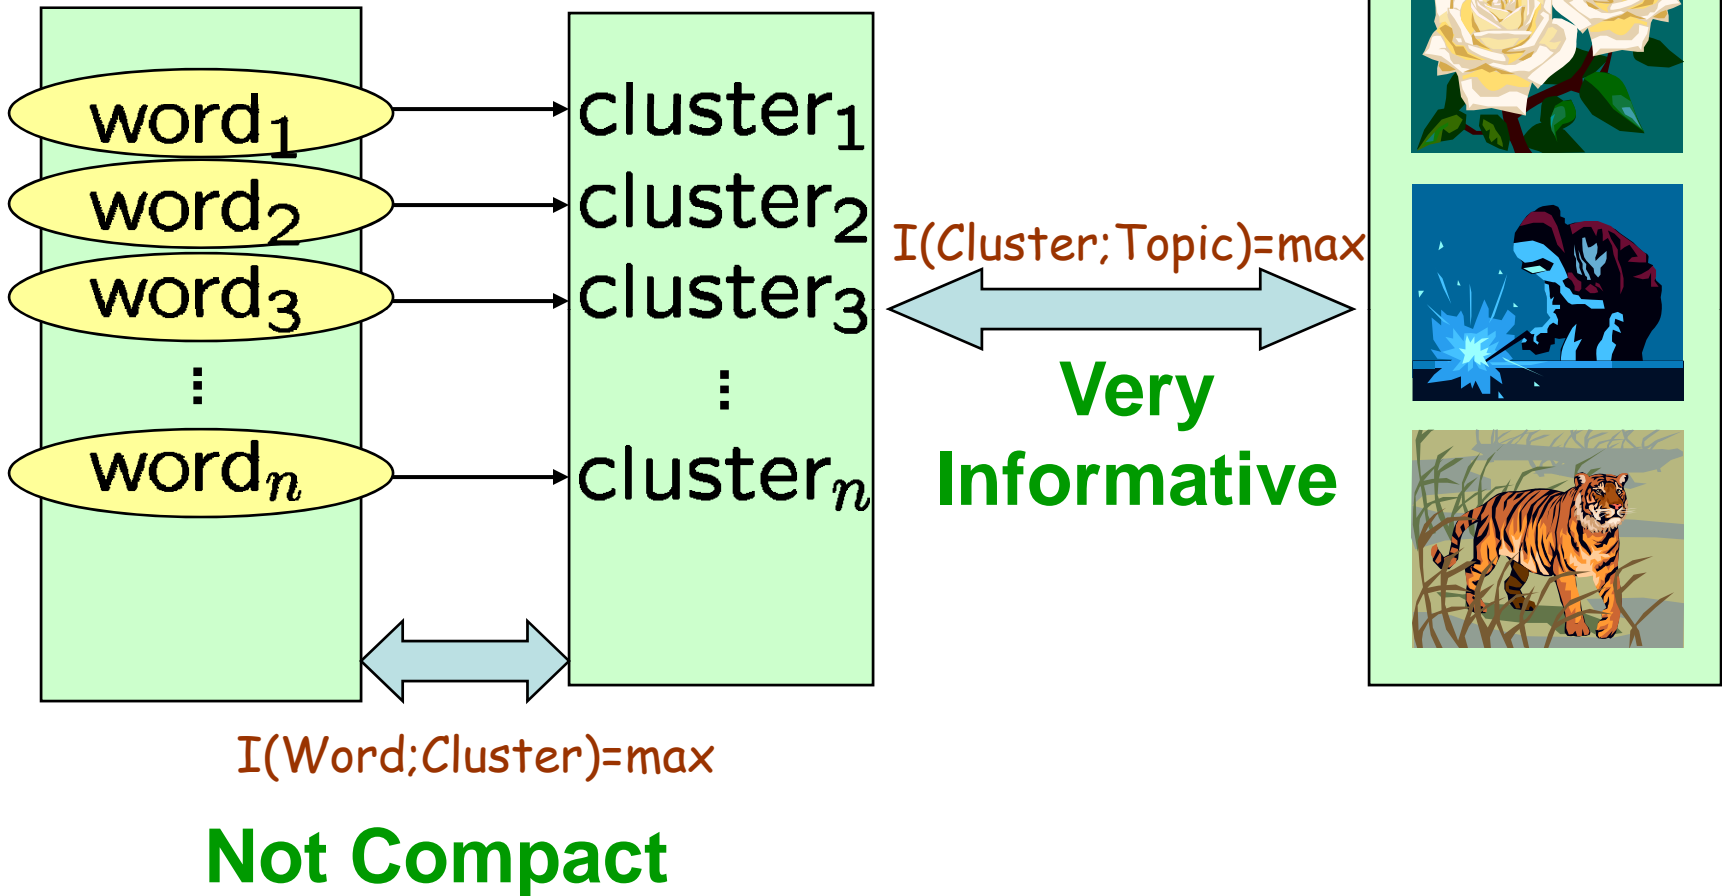 word₁
word₂
word₃
⋮
wordₙ
cluster₁
cluster₂
cluster₃
⋮
clusterₙ
I(Cluster;Topic)=max
Very
Informative
I(Word;Cluster)=max
Not Compact